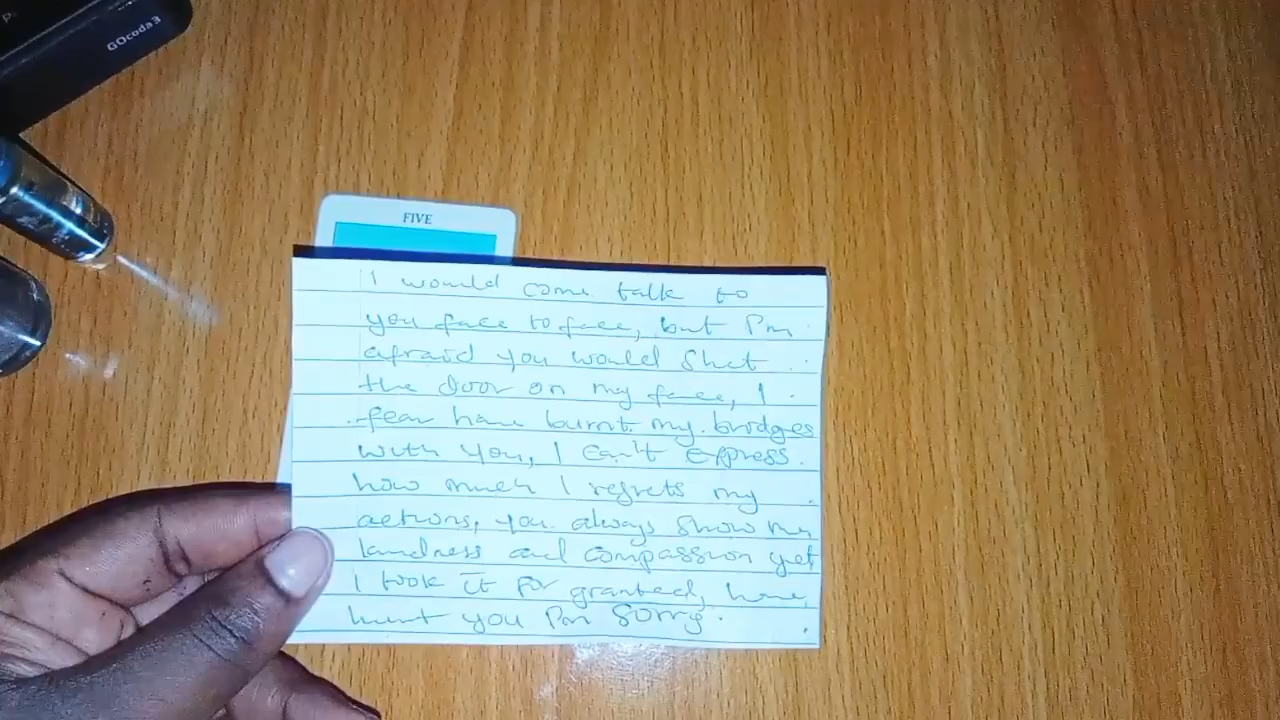 GOcoda3
FIVE
I would come talk to
you face to face, but I'm
afraid you would shut
the door on my face, I
fear have burnt my bridges
with you, I can't express
how much I regrets my
actions, you always show me
kindness and compassion yet
I took it for granted, have
hurt you I'm sorry.